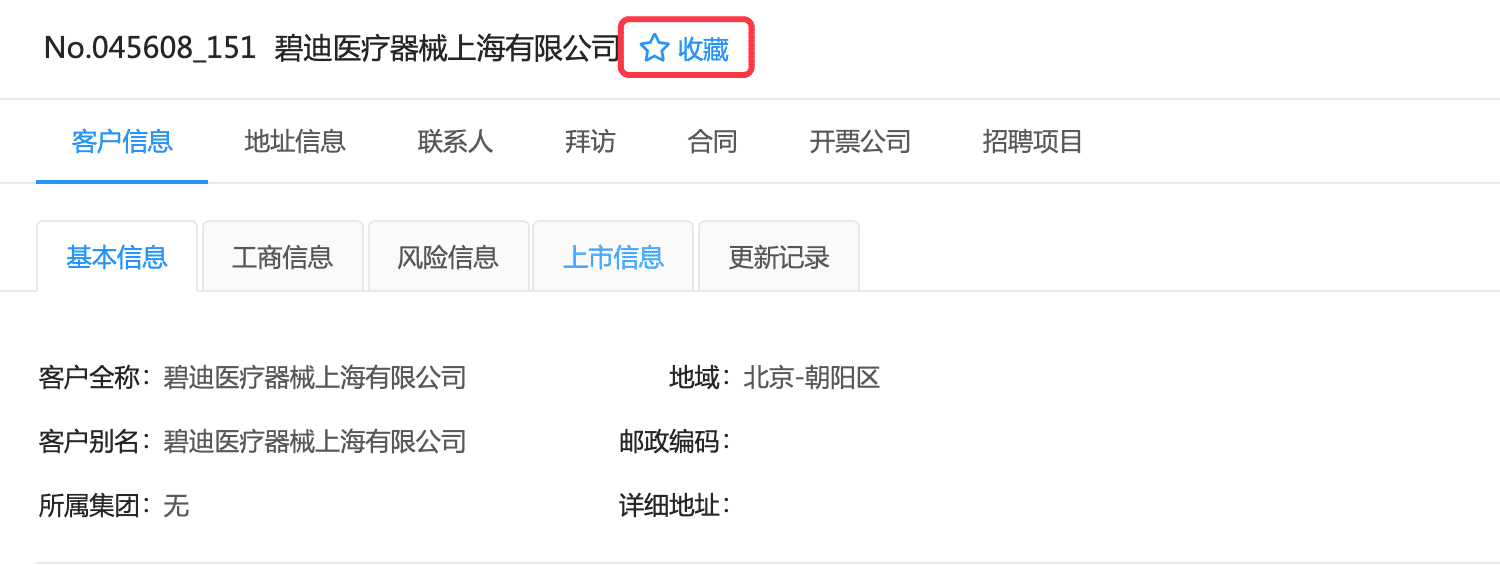 No.045608_151 碧迪医疗器械上海有限公司 收藏
客户信息 地址信息 联系人 拜访 合同 开票公司 招聘项目
基本信息 工商信息 风险信息 上市信息 更新记录
客户全称：碧迪医疗器械上海有限公司 地域：北京-朝阳区
客户别名：碧迪医疗器械上海有限公司 邮政编码：
所属集团：无 详细地址：